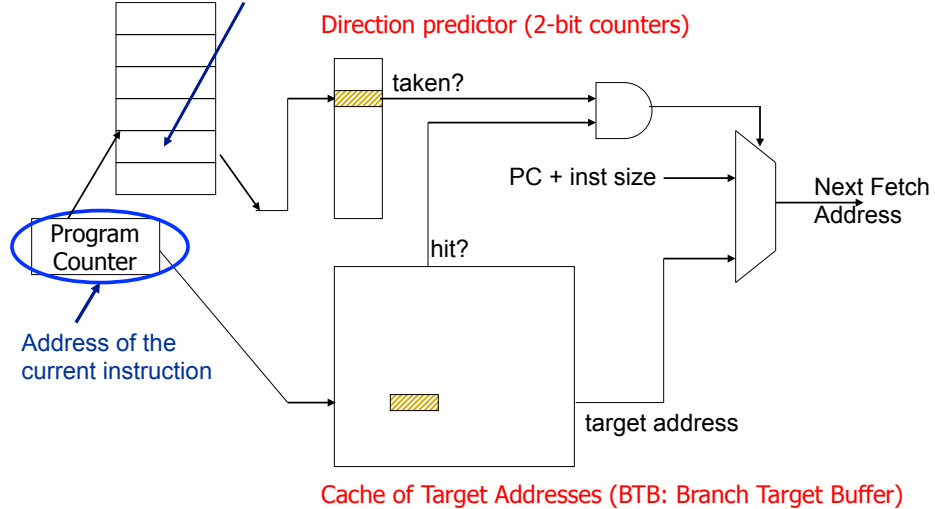 Direction predictor (2-bit counters)
taken?
PC + inst size
Next Fetch
Address
Program
Counter
hit?
Address of the
current instruction
target address
Cache of Target Addresses (BTB: Branch Target Buffer)